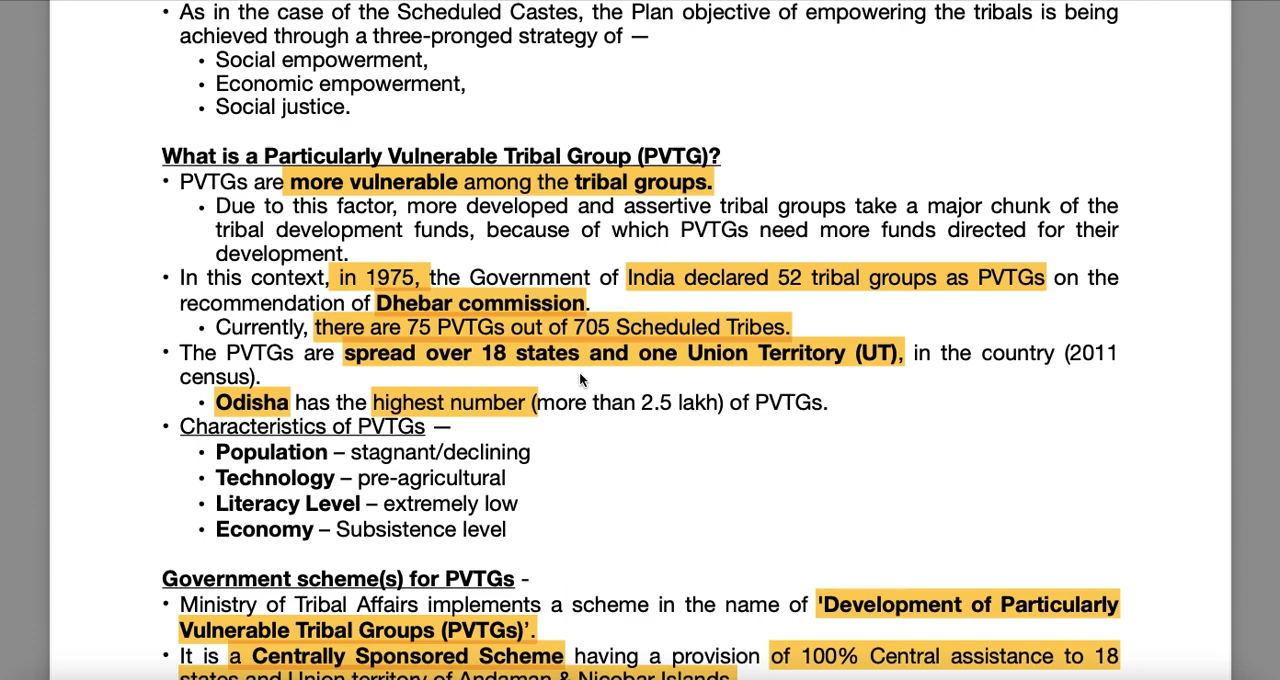 • As in the case of the Scheduled Castes, the Plan objective of empowering the tribals is being
achieved through a three-pronged strategy of —
• Social empowerment,
• Economic empowerment,
• Social justice.
What is a Particularly Vulnerable Tribal Group (PVTG)?
• PVTGs are more vulnerable among the tribal groups.
• Due to this factor, more developed and assertive tribal groups take a major chunk of the
tribal development funds, because of which PVTGs need more funds directed for their
development.
• In this context, in 1975, the Government of India declared 52 tribal groups as PVTGs on the
recommendation of Dhebar commission.
• Currently, there are 75 PVTGs out of 705 Scheduled Tribes.
• The PVTGs are spread over 18 states and one Union Territory (UT), in the country (2011
census).
• Odisha has the highest number (more than 2.5 lakh) of PVTGs.
• Characteristics of PVTGs —
• Population – stagnant/declining
• Technology – pre-agricultural
• Literacy Level – extremely low
• Economy – Subsistence level
Government scheme(s) for PVTGs -
• Ministry of Tribal Affairs implements a scheme in the name of 'Development of Particularly
Vulnerable Tribal Groups (PVTGs)’.
• It is a Centrally Sponsored Scheme having a provision of 100% Central assistance to 18
states and Union territory of Andaman & Nicobar Islands.